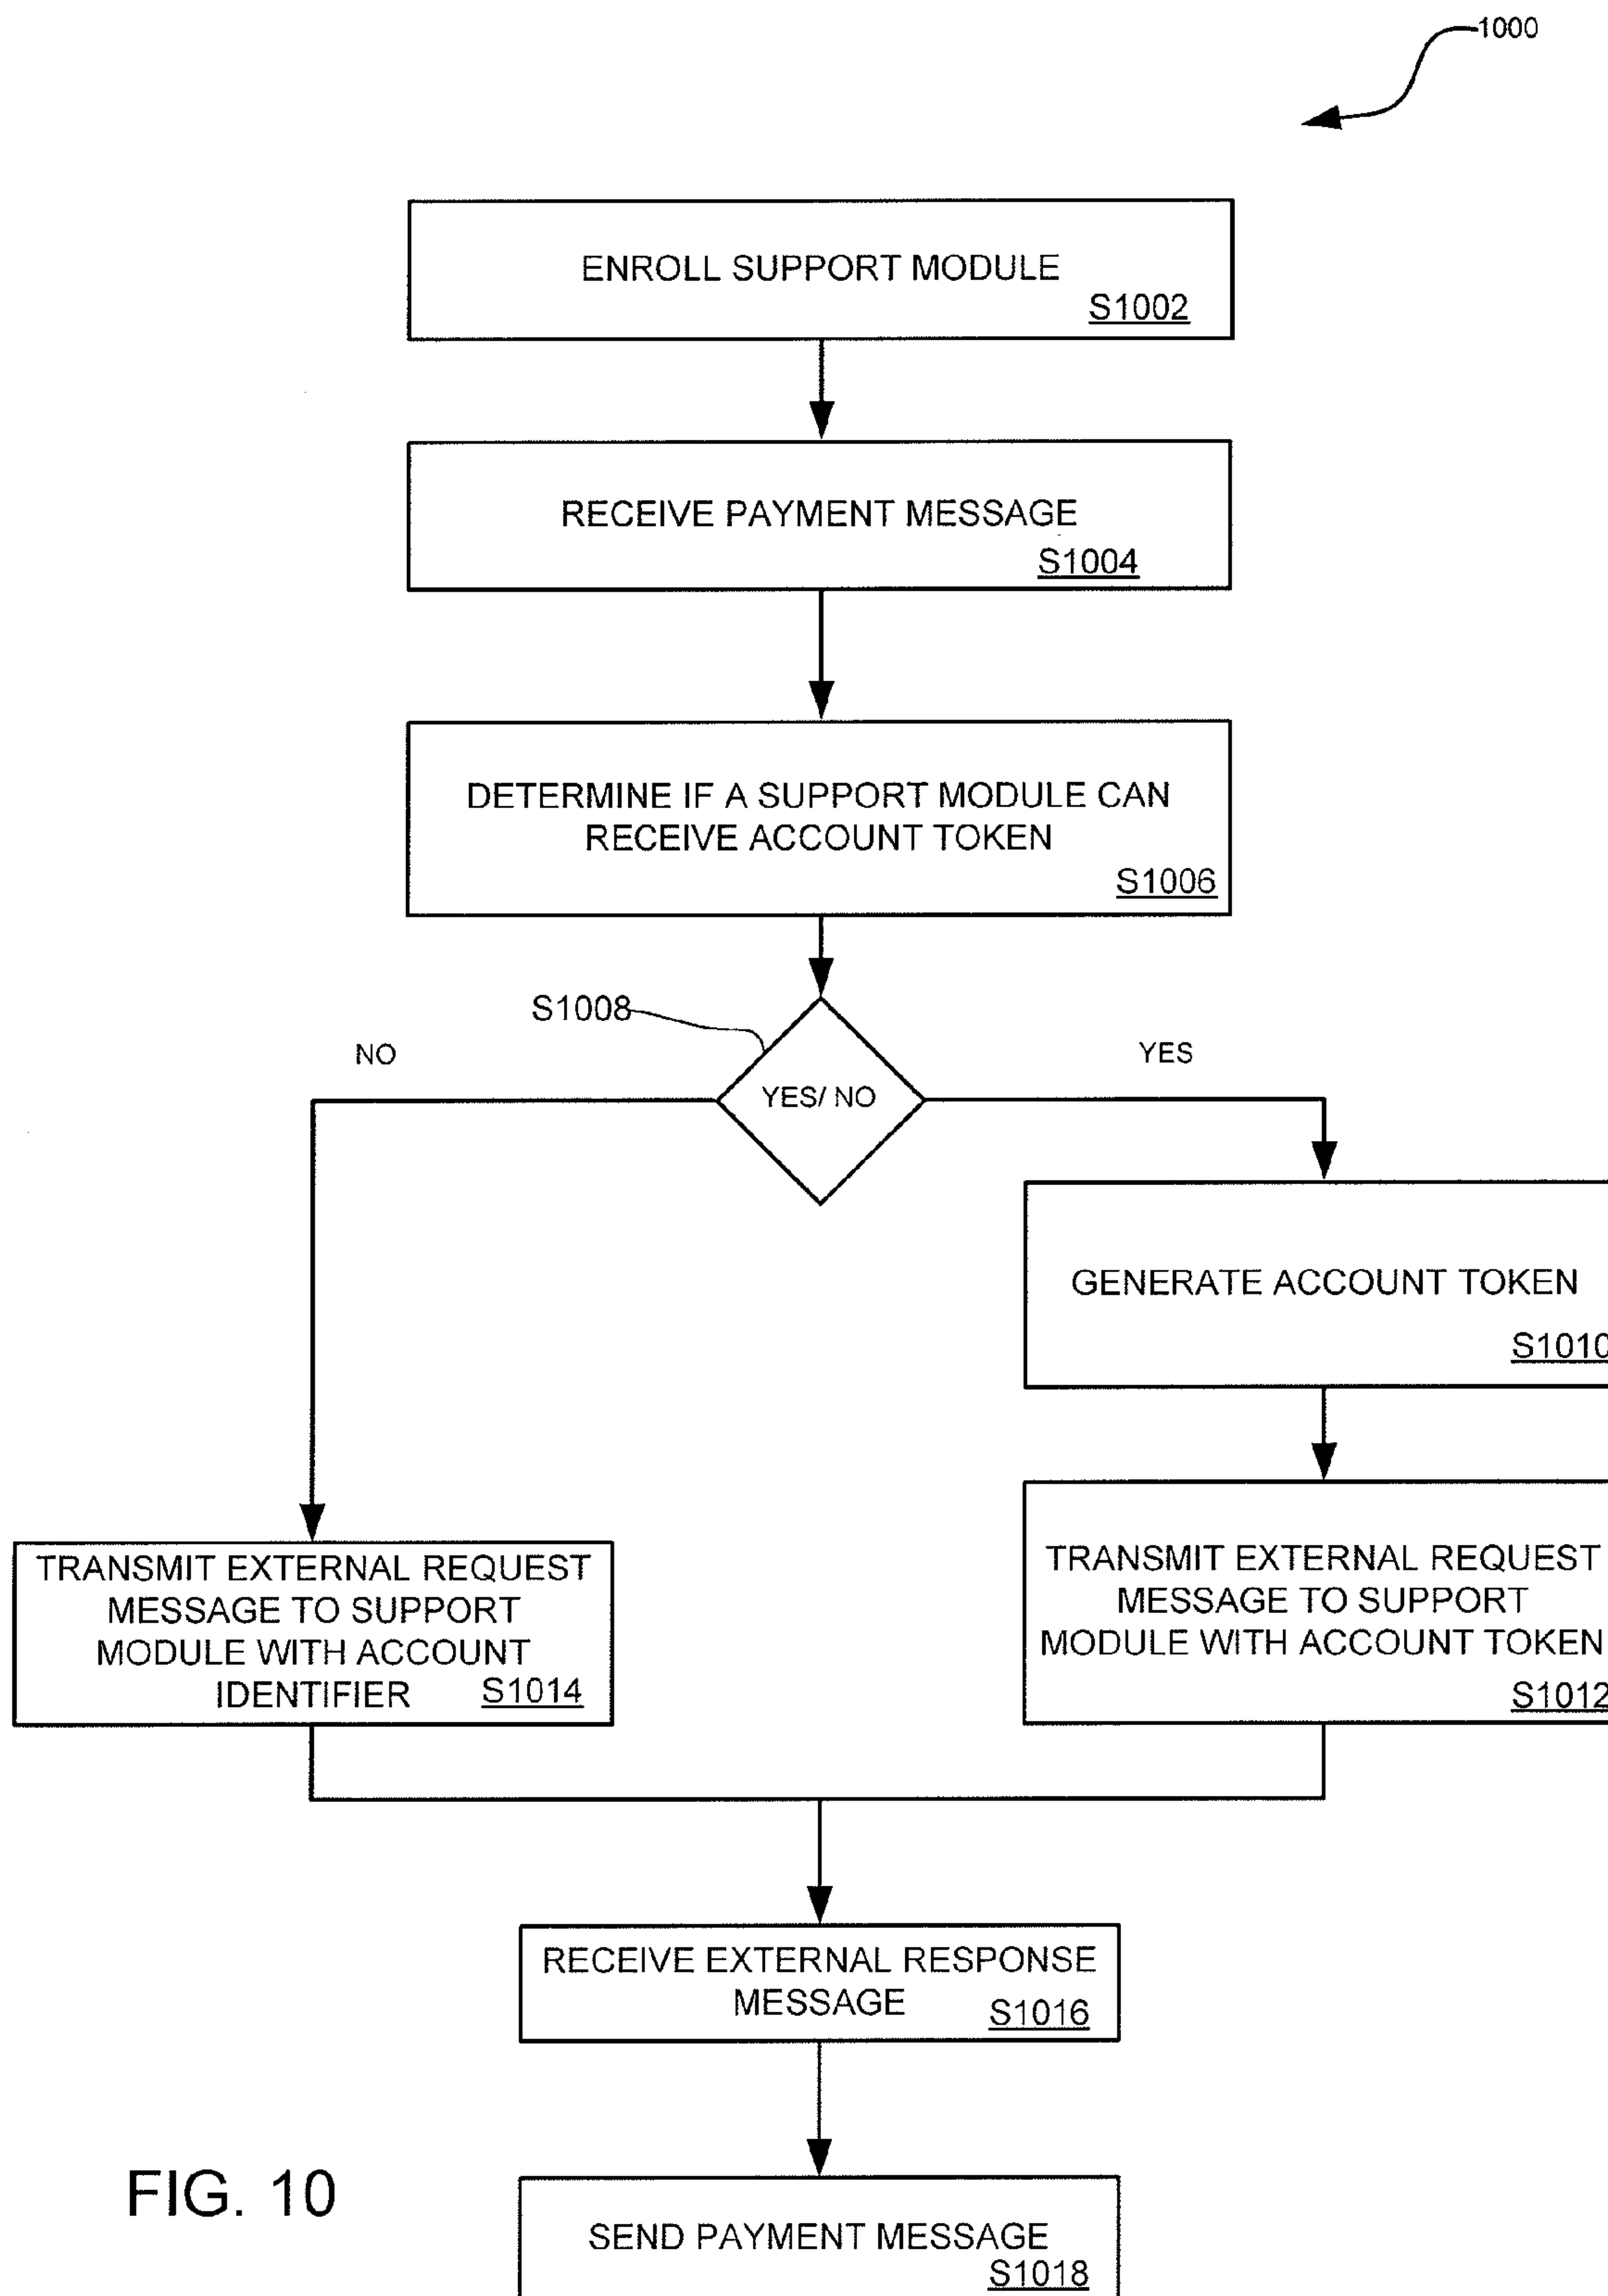 1000
ENROLL SUPPORT MODULE
S1002
RECEIVE PAYMENT MESSAGE
S1004
DETERMINE IF A SUPPORT MODULE CAN
RECEIVE ACCOUNT TOKEN
S1006
S1008
NO
YES/ NO
YES
GENERATE ACCOUNT TOKEN
S1010
TRANSMIT EXTERNAL REQUEST
MESSAGE TO SUPPORT
MODULE WITH ACCOUNT TOKEN
S1012
TRANSMIT EXTERNAL REQUEST
MESSAGE TO SUPPORT
MODULE WITH ACCOUNT
IDENTIFIER S1014
RECEIVE EXTERNAL RESPONSE
MESSAGE S1016
SEND PAYMENT MESSAGE
S1018
FIG. 10